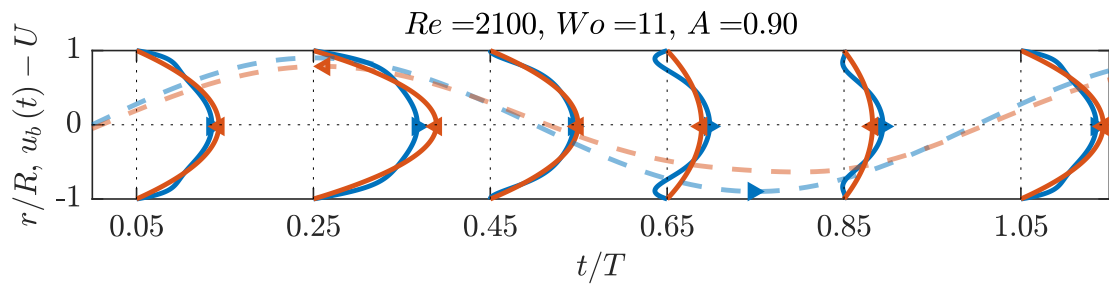 Re =2100, Wo =11, A =0.90
r/R, u_b(t) − U
1
0
-1
0.05 0.25 0.45 0.65 0.85 1.05
t/T